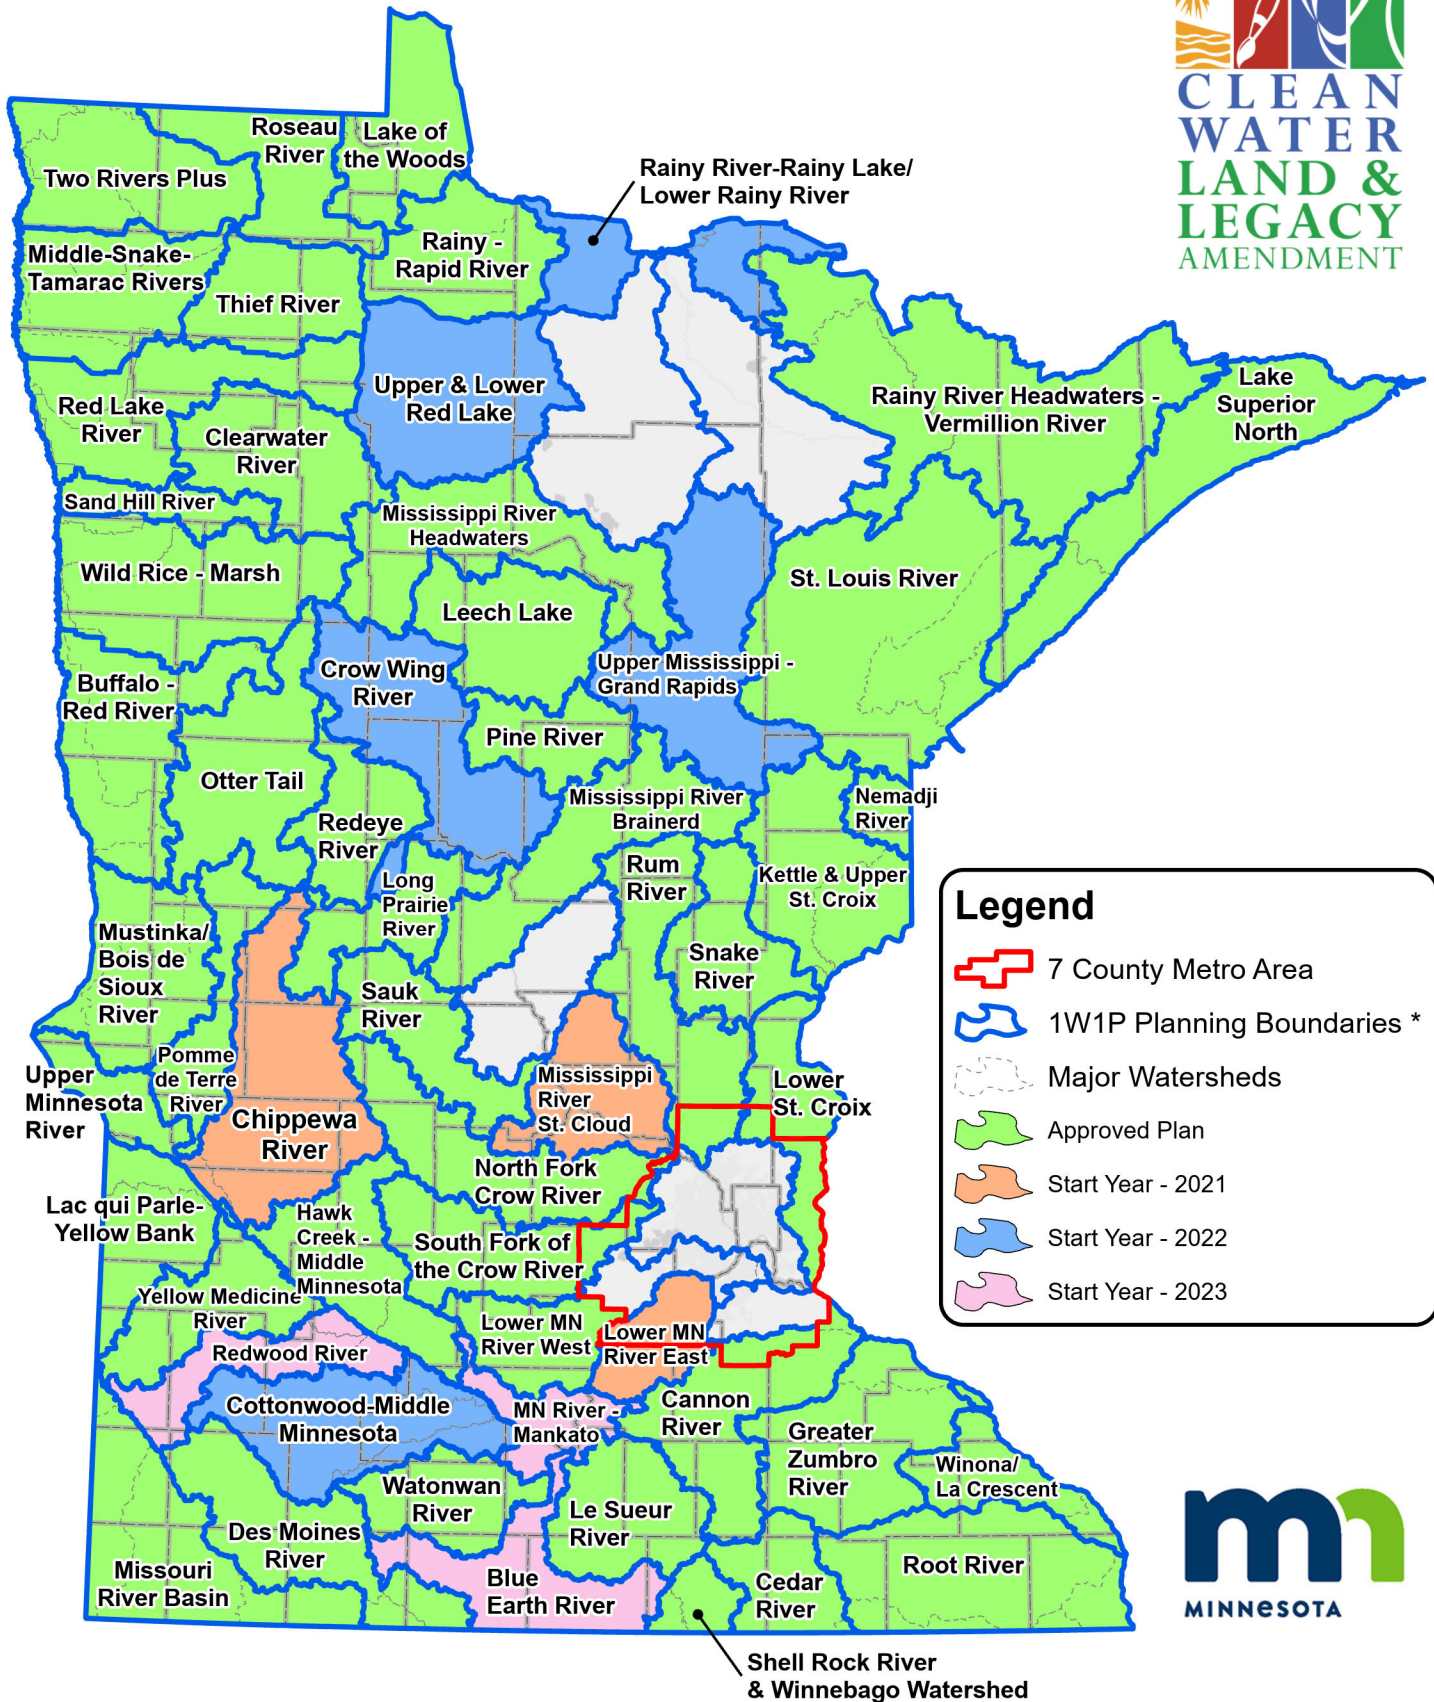 CLEAN
WATER
LAND &
LEGACY
AMENDMENT
Roseau
River
Lake of
the Woods
Two Rivers Plus
Rainy River-Rainy Lake/
Lower Rainy River
Middle-Snake-
Tamarac Rivers
Rainy -
Rapid River
Thief River
Upper & Lower
Red Lake
Rainy River Headwaters -
Vermillion River
Lake
Superior
North
Red Lake
River
Clearwater
River
Sand Hill River
Mississippi River
Headwaters
Wild Rice - Marsh
St. Louis River
Leech Lake
Crow Wing
River
Upper Mississippi -
Grand Rapids
Buffalo -
Red River
Pine River
Otter Tail
Mississippi River
Brainerd
Nemadji
River
Redeye
River
Rum
River
Kettle & Upper
St. Croix
Long
Prairie
River
Mustinka/
Bois de
Sioux
River
Snake
River
Sauk
River
Pomme
de Terre
River
Upper
Minnesota
River
Mississippi
River
St. Cloud
Lower
St. Croix
Chippewa
River
North Fork
Crow River
Lac qui Parle-
Yellow Bank
Hawk
Creek -
Middle
Minnesota
South Fork of
the Crow River
Yellow Medicine
River
Lower MN
River West
Lower MN
River East
Redwood River
Cottonwood-Middle
Minnesota
MN River -
Mankato
Cannon
River
Greater
Zumbro
River
Winona/
La Crescent
Watonwan
River
Le Sueur
River
Des Moines
River
Missouri
River Basin
Blue
Earth River
Cedar
River
Root River
Shell Rock River
& Winnebago Watershed
Legend
7 County Metro Area
1W1P Planning Boundaries *
Major Watersheds
Approved Plan
Start Year - 2021
Start Year - 2022
Start Year - 2023
mn
MINNESOTA